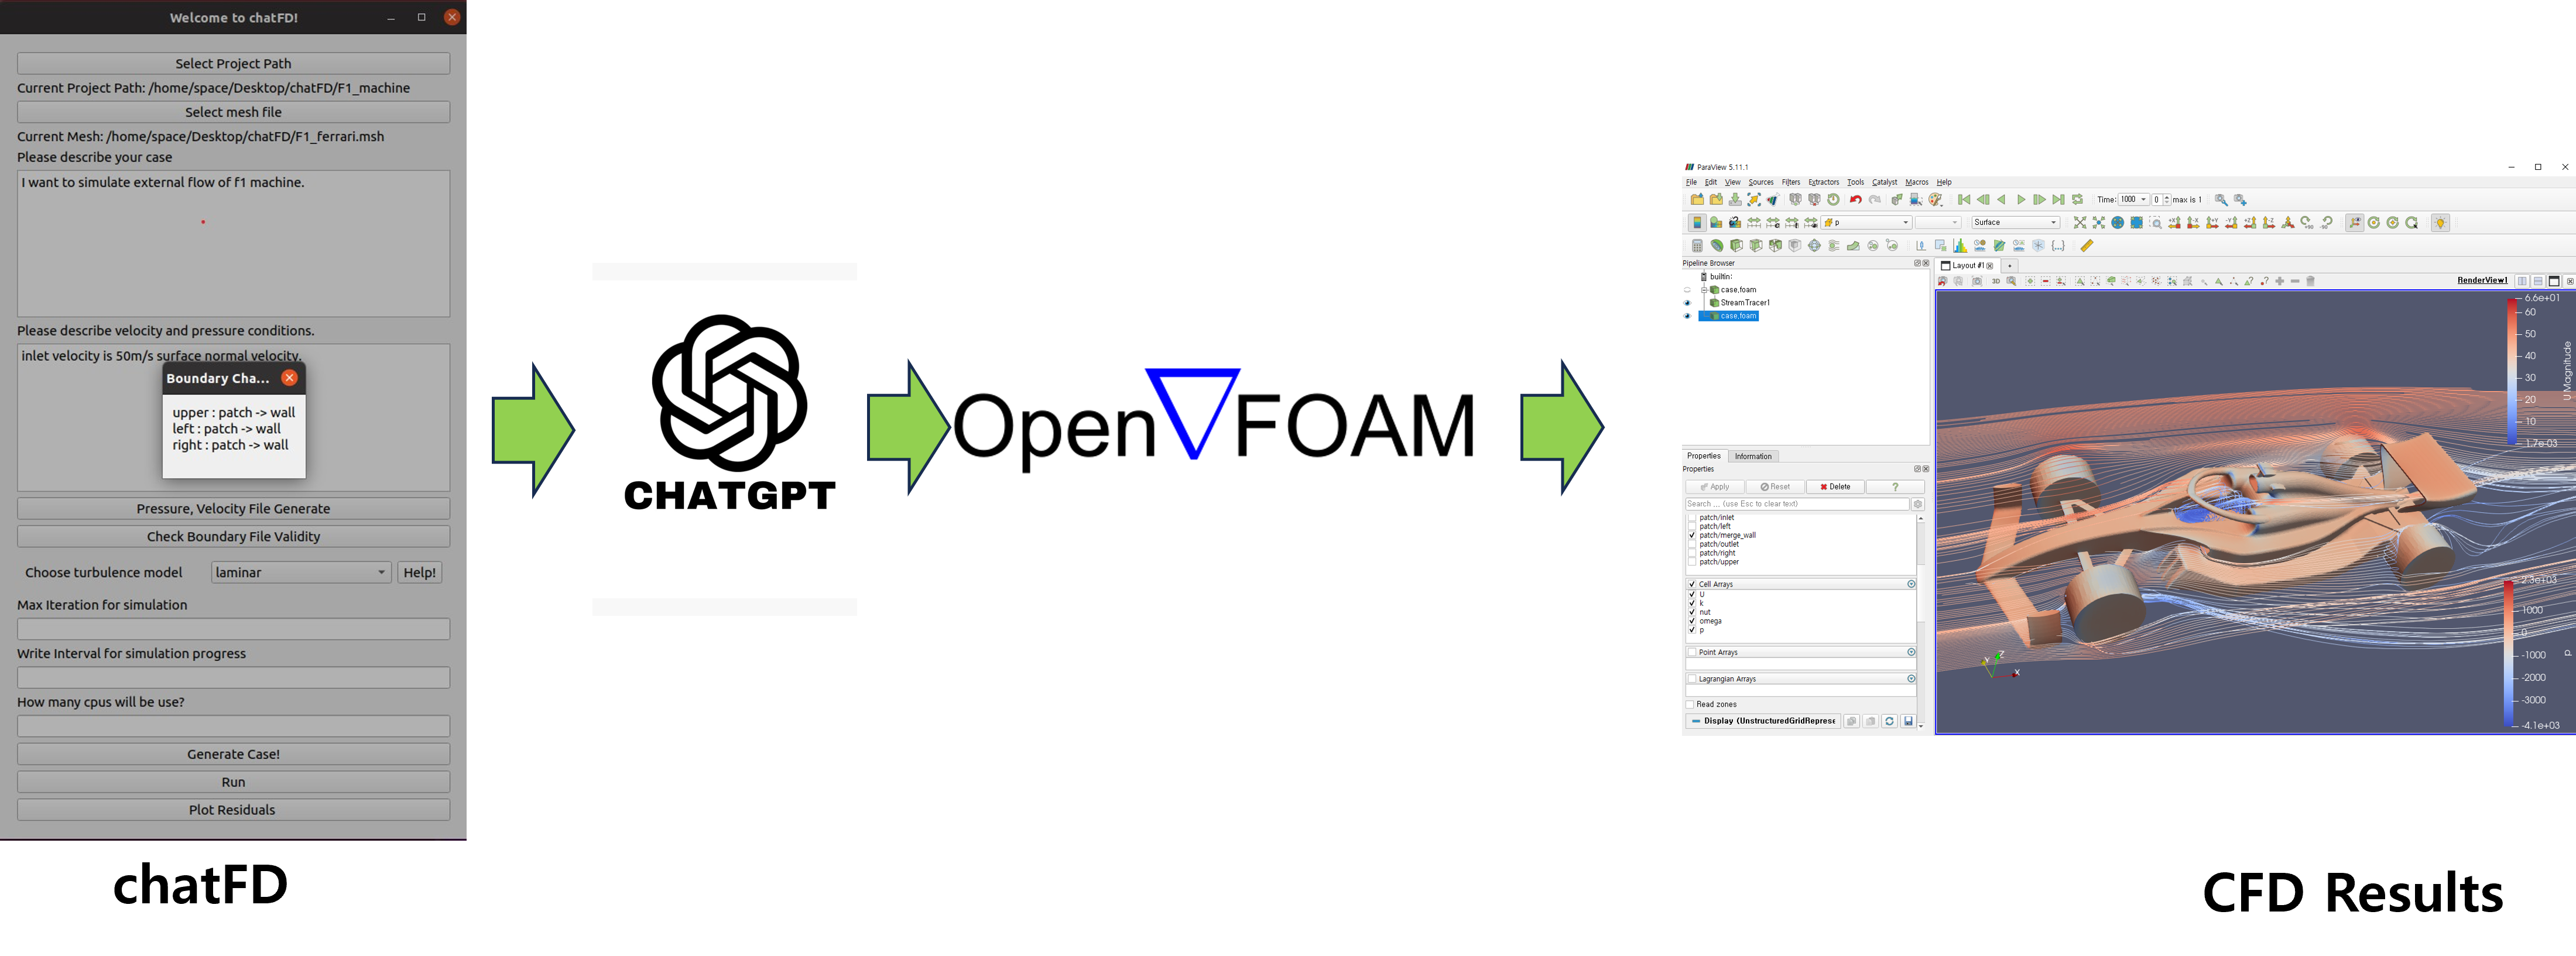 Welcome to chatFD!
Select Project Path
Current Project Path: /home/space/Desktop/chatFD/F1_machine
Select mesh file
Current Mesh: /home/space/Desktop/chatFD/F1_ferrari.msh
Please describe your case
I want to simulate external flow of f1 machine.
Please describe velocity and pressure conditions.
inlet velocity is 50m/s surface normal velocity.
Boundary Cha...
upper : patch -> wall
left : patch -> wall
right : patch -> wall
Pressure, Velocity File Generate
Check Boundary File Validity
Choose turbulence model laminar Help!
Max Iteration for simulation
Write Interval for simulation progress
How many cpus will be use?
Generate Case!
Run
Plot Residuals
chatFD
CHATGPT
Open FOAM
ParaView 5.11.1
File Edit View Sources Filters Extractors Tools Catalyst Macros Help
Time: 1000 0 max is 1
p Surface
Pipeline Browser
builtin:
case.foam
StreamTracer1
case.foam
Properties Information
Properties
Apply Reset Delete ?
Search ... (use Esc to clear text)
patch/inlet
patch/left
patch/merge_wall
patch/outlet
patch/right
patch/upper
Cell Arrays
U
k
nut
omega
p
Point Arrays
Lagrangian Arrays
Read zones
Display (UnstructuredGridReprese
Layout #1
3D
RenderView1
6.6e+01
60
50
40
30
20
10
1.7e-03
U Magnitude
2.3e+03
1000
0
-1000
-2000
-3000
-4.1e+03
p
Y Z X
CFD Results